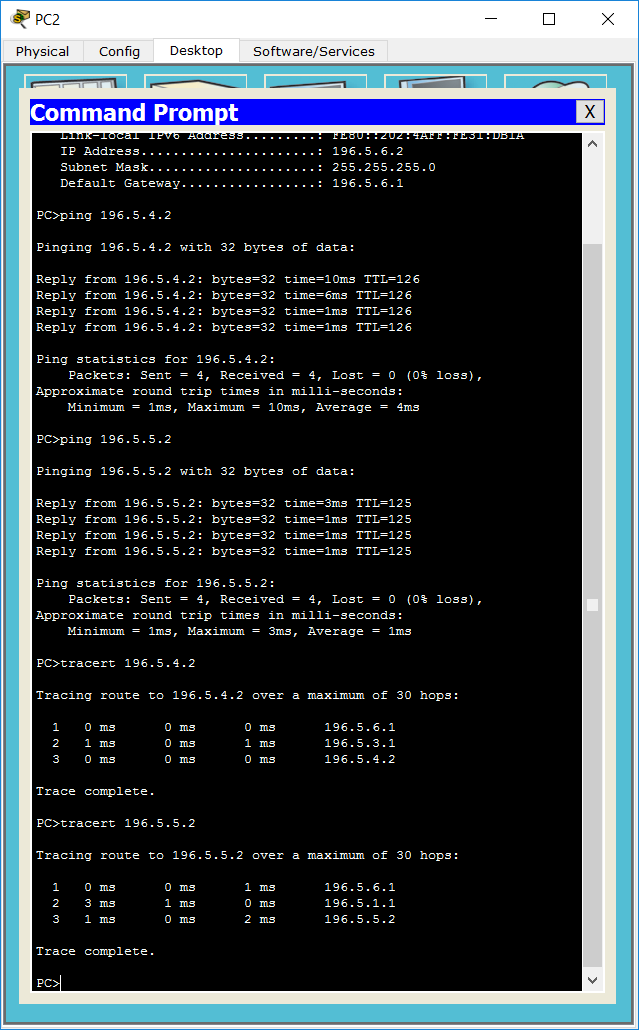 PC2
Physical Config Desktop Software/Services
Command Prompt X
Link-local IPv6 Address.........: FE80::202:4AFF:FE31:DB1A
IP Address......................: 196.5.6.2
Subnet Mask.....................: 255.255.255.0
Default Gateway.................: 196.5.6.1
PC>ping 196.5.4.2
Pinging 196.5.4.2 with 32 bytes of data:
Reply from 196.5.4.2: bytes=32 time=10ms TTL=126
Reply from 196.5.4.2: bytes=32 time=6ms TTL=126
Reply from 196.5.4.2: bytes=32 time=1ms TTL=126
Reply from 196.5.4.2: bytes=32 time=1ms TTL=126
Ping statistics for 196.5.4.2:
Packets: Sent = 4, Received = 4, Lost = 0 (0% loss),
Approximate round trip times in milli-seconds:
Minimum = 1ms, Maximum = 10ms, Average = 4ms
PC>ping 196.5.5.2
Pinging 196.5.5.2 with 32 bytes of data:
Reply from 196.5.5.2: bytes=32 time=3ms TTL=125
Reply from 196.5.5.2: bytes=32 time=1ms TTL=125
Reply from 196.5.5.2: bytes=32 time=1ms TTL=125
Reply from 196.5.5.2: bytes=32 time=1ms TTL=125
Ping statistics for 196.5.5.2:
Packets: Sent = 4, Received = 4, Lost = 0 (0% loss),
Approximate round trip times in milli-seconds:
Minimum = 1ms, Maximum = 3ms, Average = 1ms
PC>tracert 196.5.4.2
Tracing route to 196.5.4.2 over a maximum of 30 hops:
1 0 ms 0 ms 0 ms 196.5.6.1
2 1 ms 0 ms 1 ms 196.5.3.1
3 0 ms 0 ms 0 ms 196.5.4.2
Trace complete.
PC>tracert 196.5.5.2
Tracing route to 196.5.5.2 over a maximum of 30 hops:
1 0 ms 0 ms 1 ms 196.5.6.1
2 3 ms 1 ms 0 ms 196.5.1.1
3 1 ms 0 ms 2 ms 196.5.5.2
Trace complete.
PC>